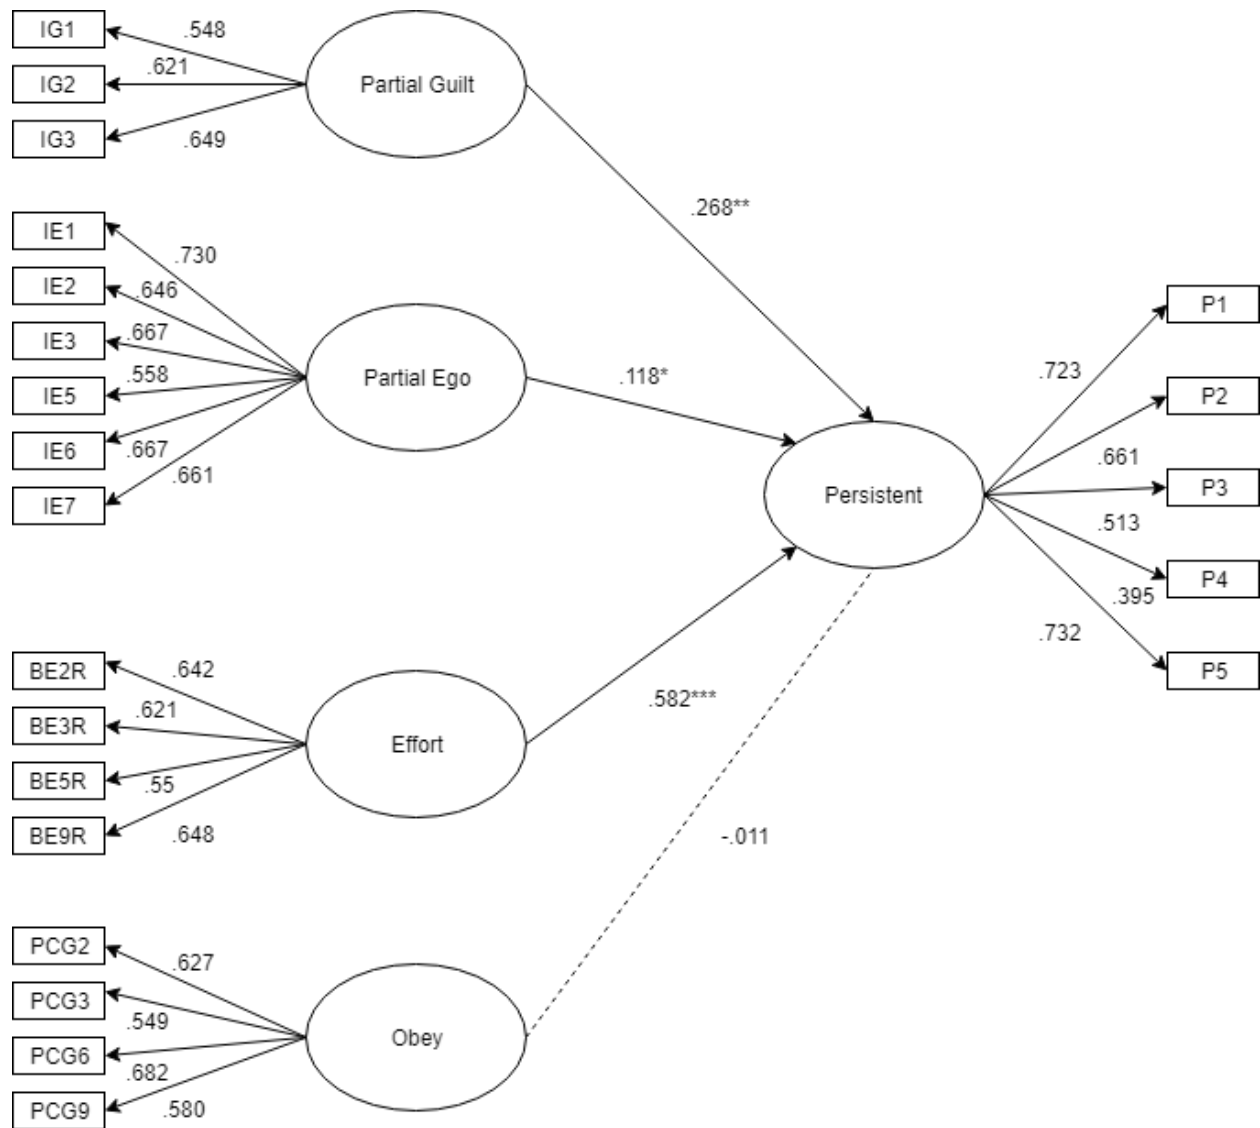 IG1
.548
.621
IG2
Partial Guilt
IG3
.649
.268**
IE1
.730
IE2
.646
IE3
.667
.558
IE5
Partial Ego
.118*
IE6
.667
.661
IE7
Persistent
P1
.723
P2
.661
P3
.513
P4
.395
.732
P5
BE2R
.642
.621
BE3R
Effort
.582***
BE5R
.55
BE9R
.648
-.011
PCG2
.627
PCG3
.549
Obey
PCG6
.682
PCG9
.580